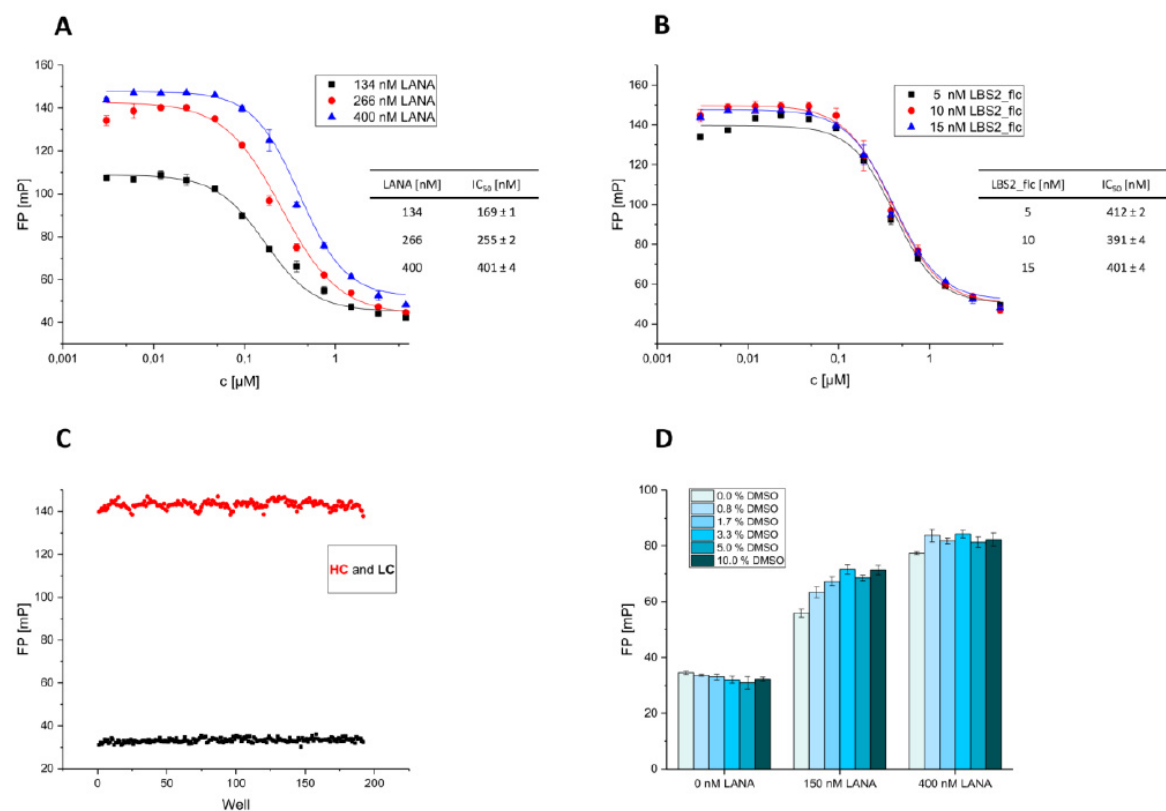 A
160
140
120
100
80
60
40
FP [mP]
0,001
0,01
0,1
1
c [µM]
134 nM LANA
266 nM LANA
400 nM LANA
LANA [nM] IC50 [nM]
134 169 ± 1
266 255 ± 2
400 401 ± 4
B
160
140
120
100
80
60
40
FP [mP]
0,001
0,01
0,1
1
c [µM]
5 nM LBS2_flc
10 nM LBS2_flc
15 nM LBS2_flc
LBS2_flc [nM] IC50 [nM]
5 412 ± 2
10 391 ± 4
15 401 ± 4
C
140
120
100
80
60
40
20
FP [mP]
0
50
100
150
200
Well
HC and LC
D
100
80
60
40
20
0
FP [mP]
0.0 % DMSO
0.8 % DMSO
1.7 % DMSO
3.3 % DMSO
5.0 % DMSO
10.0 % DMSO
0 nM LANA
150 nM LANA
400 nM LANA